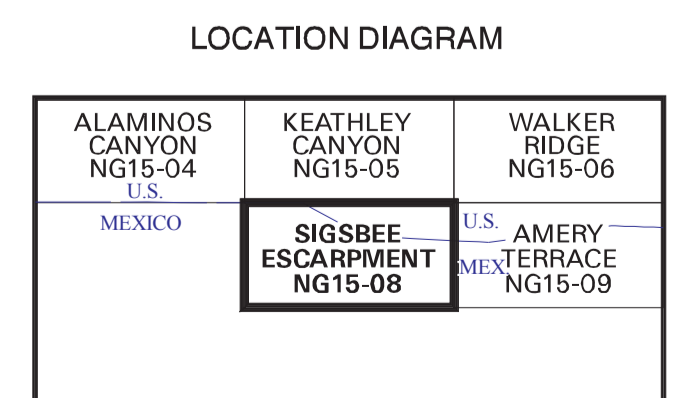 LOCATION DIAGRAM
ALAMINOS
CANYON
NG15-04
KEATHLEY
CANYON
NG15-05
WALKER
RIDGE
NG15-06
U.S.
MEXICO
SIGSBEE
ESCARPMENT
NG15-08
U.S.
MEX.
AMERY
TERRACE
NG15-09